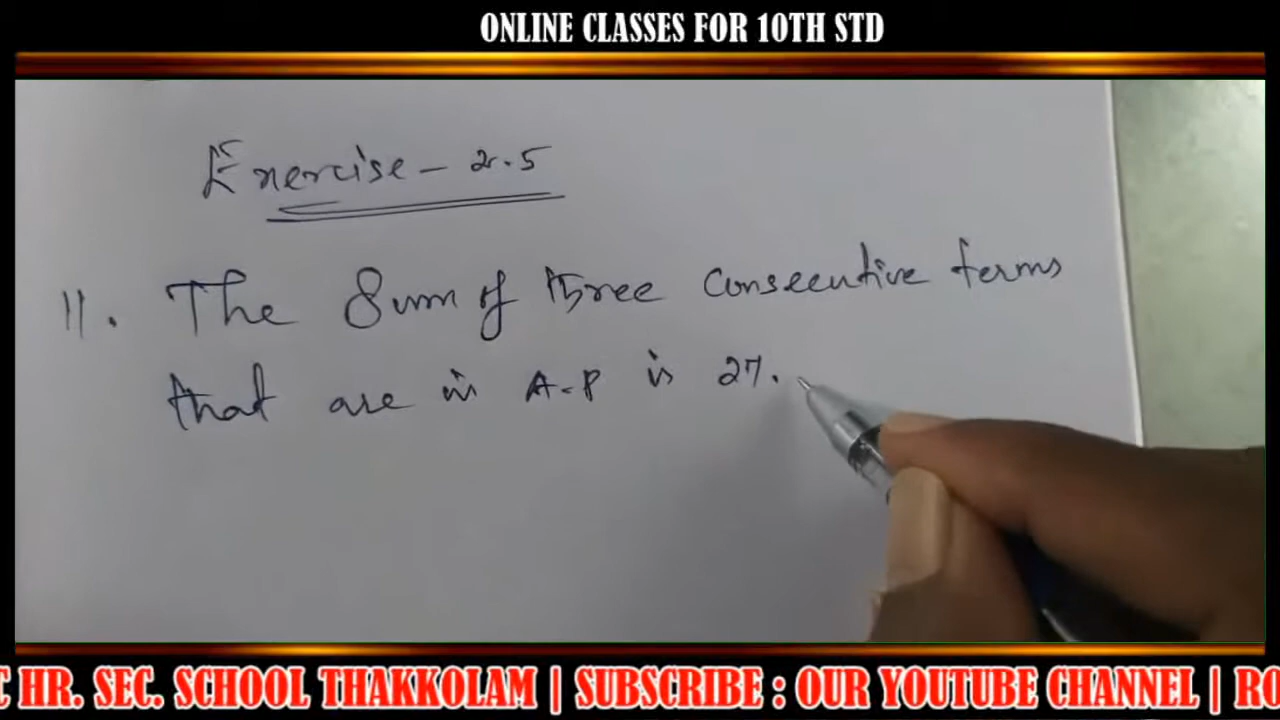 ONLINE CLASSES FOR 10TH STD
Exercise - 2.5
11. The Sum of three consecutive terms
that are in A.P is 27.
C HR. SEC. SCHOOL THAKKOLAM | SUBSCRIBE : OUR YOUTUBE CHANNEL | RO